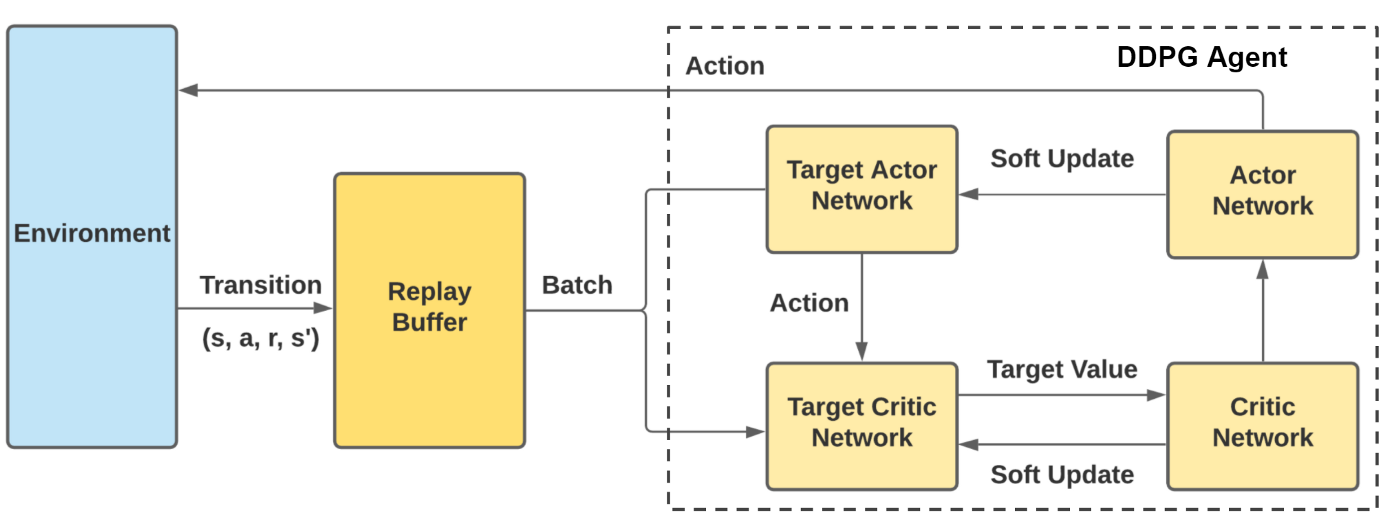 DDPG Agent
Action
Target Actor
Network
Soft Update
Actor
Network
Environment
Transition
(s, a, r, s')
Replay
Buffer
Batch
Action
Target Value
Target Critic
Network
Critic
Network
Soft Update